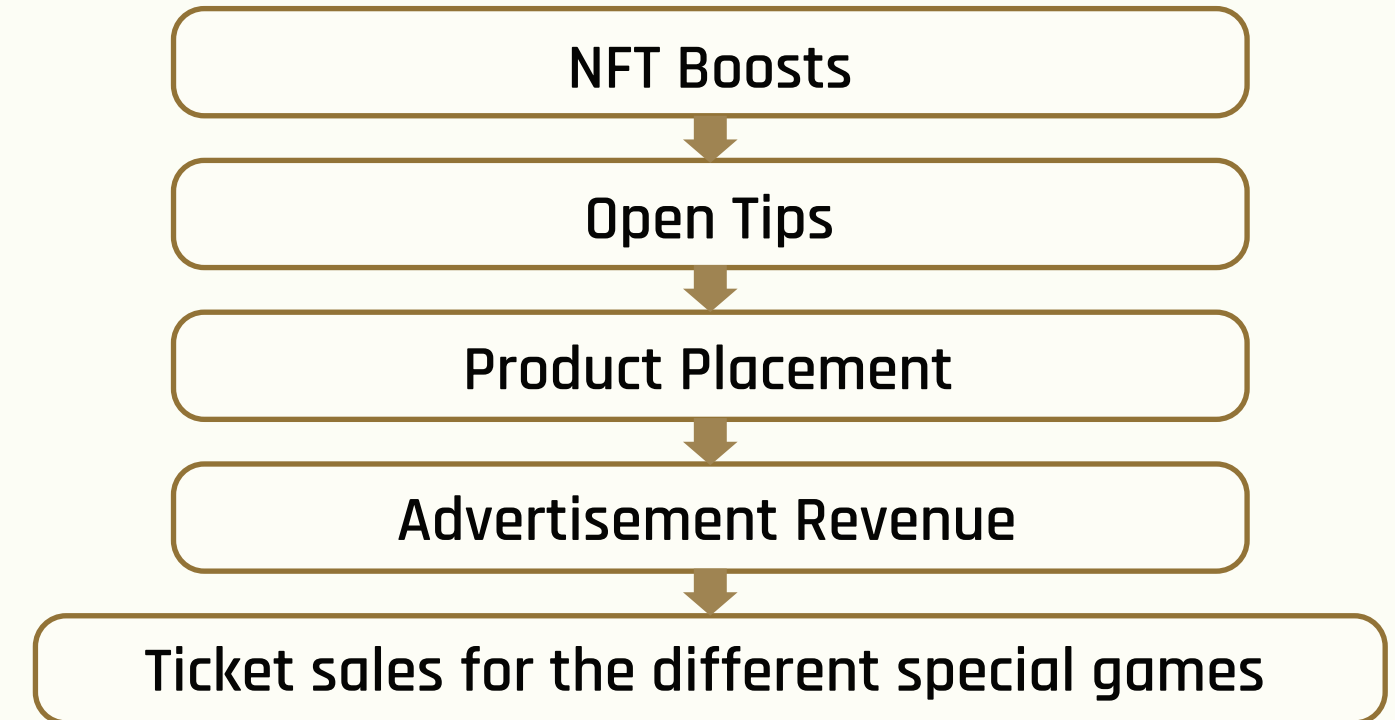 NFT Boosts
Open Tips
Product Placement
Advertisement Revenue
Ticket sales for the different special games